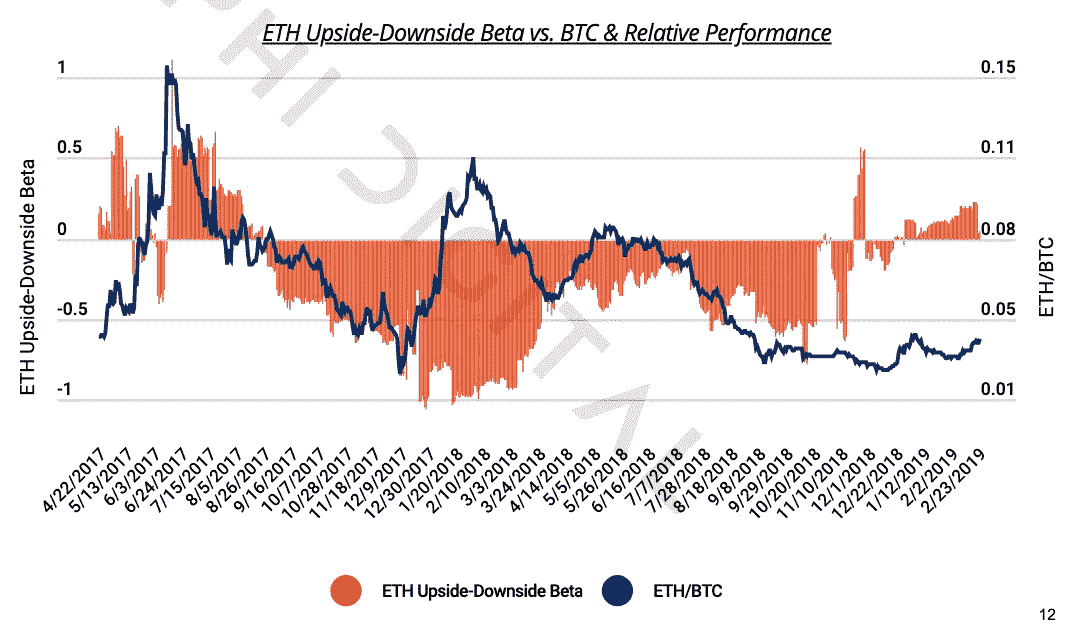 ETH Upside-Downside Beta vs. BTC & Relative Performance
1 0.15
0.5 0.11
0 0.08
-0.5 0.05
-1 0.01
ETH Upside-Downside Beta
ETH/BTC
4/22/2017 5/13/2017 6/3/2017 6/24/2017 7/15/2017 8/5/2017 8/26/2017 9/16/2017 10/7/2017 10/28/2017 11/18/2017 12/9/2017 12/30/2017 1/20/2018 2/10/2018 3/3/2018 3/24/2018 4/14/2018 5/5/2018 5/26/2018 6/16/2018 7/7/2018 7/28/2018 8/18/2018 9/8/2018 9/29/2018 10/20/2018 11/10/2018 12/1/2018 12/22/2018 1/12/2019 2/2/2019 2/23/2019
ETH Upside-Downside Beta ETH/BTC
12